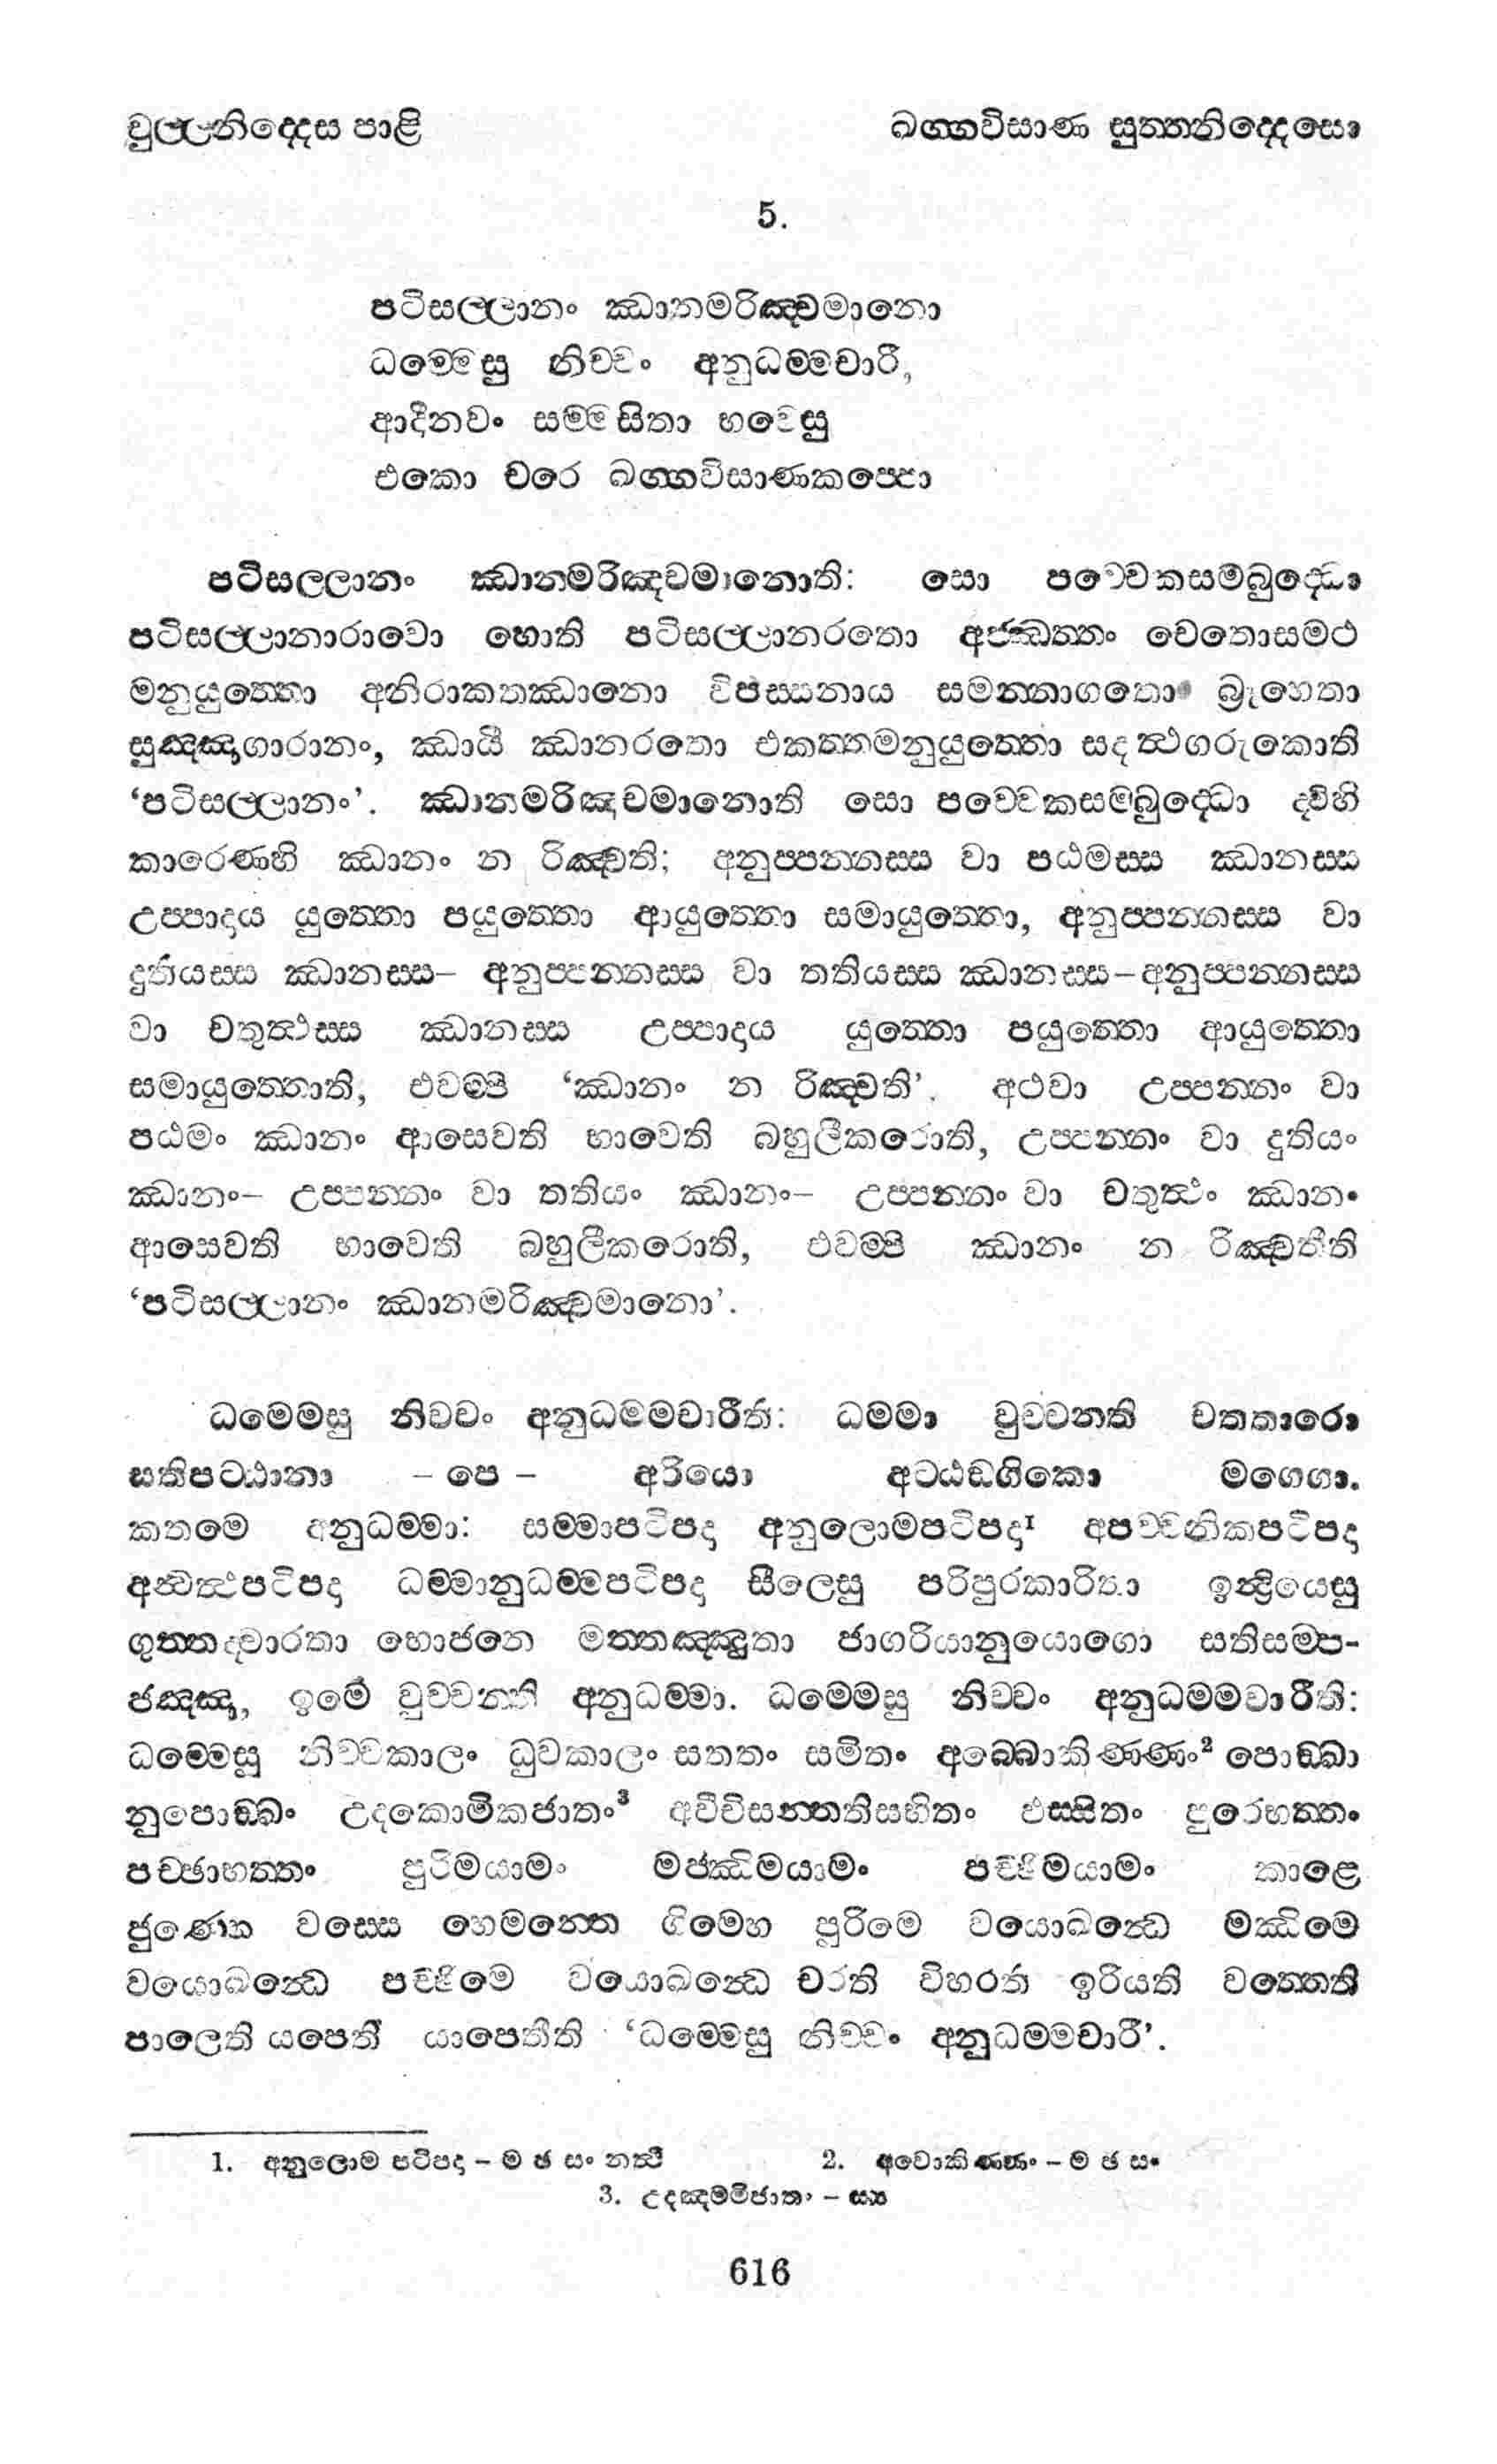 චුල්ලනිද්දෙස පාළි
ඛග්ගවිසාණ සුත්තනිද්දෙසො
5.
පටිසල්ලානං ඣානමරිඤ්චමානො
ධම්මෙසු නිච්චං අනුධම්මචාරී,
ආදීනවං සම්මසිතා භවෙසු
එකො චරෙ ඛග්ගවිසාණකප්පො
පටිසල්ලානං ඣානමරිඤ්චමානොති: සො පච්චෙකසම්බුද්ධො
පටිසල්ලානාරාමො හොති පටිසල්ලානරතො අජ්ඣත්තං චෙතොසමථ
මනුයුත්තො අනිරාකතඣානො විපස්සනාය සමන්නාගතො බ්‍රූහෙතා
සුඤ්ඤාගාරානං, ඣායී ඣානරතො එකත්තමනුයුත්තො සදත්ථගරුකොති
‘පටිසල්ලානං’. ඣානමරිඤ්චමානොති සො පච්චෙකසම්බුද්ධො ද්වීහි
කාරණෙහි ඣානං න රිඤ්චති; අනුප්පන්නස්ස වා පඨමස්ස ඣානස්ස
උප්පාදාය යුත්තො පයුත්තො ආයුත්තො සමායුත්තො, අනුප්පන්නස්ස වා
දුතියස්ස ඣානස්ස– අනුප්පන්නස්ස වා තතියස්ස ඣානස්ස–අනුප්පන්නස්ස
වා චතුත්ථස්ස ඣානස්ස උප්පාදාය යුත්තො පයුත්තො ආයුත්තො
සමායුත්තොති, එවම්පි ‘ඣානං න රිඤ්චති’. අථවා උප්පන්නං වා
පඨමං ඣානං ආසෙවති භාවෙති බහුලීකරොති, උප්පන්නං වා දුතියං
ඣානං– උප්පන්නං වා තතියං ඣානං– උප්පන්නං වා චතුත්ථං ඣානං
ආසෙවති භාවෙති බහුලීකරොති, එවම්පි ඣානං න රිඤ්චතීති
‘පටිසල්ලානං ඣානමරිඤ්චමානො’.
ධම්මෙසු නිච්චං අනුධම්මචාරීති: ධම්මා වුච්චන්ති චත්තාරො
සතිපට්ඨානා – පෙ – අරියො අට්ඨඞ්ගිකො මග්ගො.
කතමෙ අනුධම්මා: සම්මාපටිපදා අනුලොමපටිපදා¹ අපච්චනිකපටිපදා
අන්වත්ථපටිපදා ධම්මානුධම්මපටිපදා සීලෙසු පරිපුරකාරිතා ඉන්ද්‍රියෙසු
ගුත්තද්වාරතා භොජනෙ මත්තඤ්ඤුතා ජාගරියානුයොගො සතිසම්ප-
ජඤ්ඤං, ඉමෙ වුච්චන්ති අනුධම්මා. ධම්මෙසු නිච්චං අනුධම්මචාරීති:
ධම්මෙසු නිච්චකාලං ධුවකාලං සතතං සමිතං අබ්බොකිණ්ණං² පොඞ්ඛා
නුපොඞ්ඛං උදකොමිකජාතං³ අවීචිසන්තතිසහිතං ඵස්සිතං පුරෙභත්තං
පච්ඡාභත්තං පුරිමයාමං මජ්ඣිමයාමං පච්ඡිමයාමං කාළෙ
ජුණ්හෙ වස්සෙ හෙමන්තෙ ගිම්හෙ පුරිමෙ වයොඛන්ධෙ මඣිමෙ
වයොඛන්ධෙ පච්ඡිමෙ වයොඛන්ධෙ චරති විහරති ඉරියති වත්තෙති
පාලෙති යපෙති යාපෙතීති ‘ධම්මෙසු නිච්චං අනුධම්මචාරී’.
1. අනුලොම පටිපදා – ම ඡ සං නත්ථි
2. අවොකිණ්ණං – ම ඡ සං
3. උදඤ්මම්මිජාතං – ස්‍යා
616